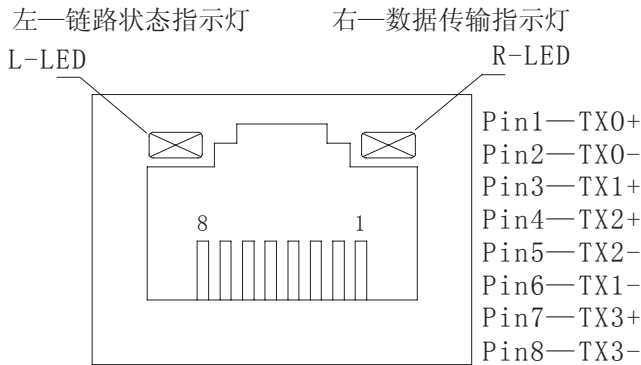 左—链路状态指示灯 右—数据传输指示灯
L-LED R-LED
Pin1—TX0+
Pin2—TX0-
Pin3—TX1+
8 1 Pin4—TX2+
Pin5—TX2-
Pin6—TX1-
Pin7—TX3+
Pin8—TX3-